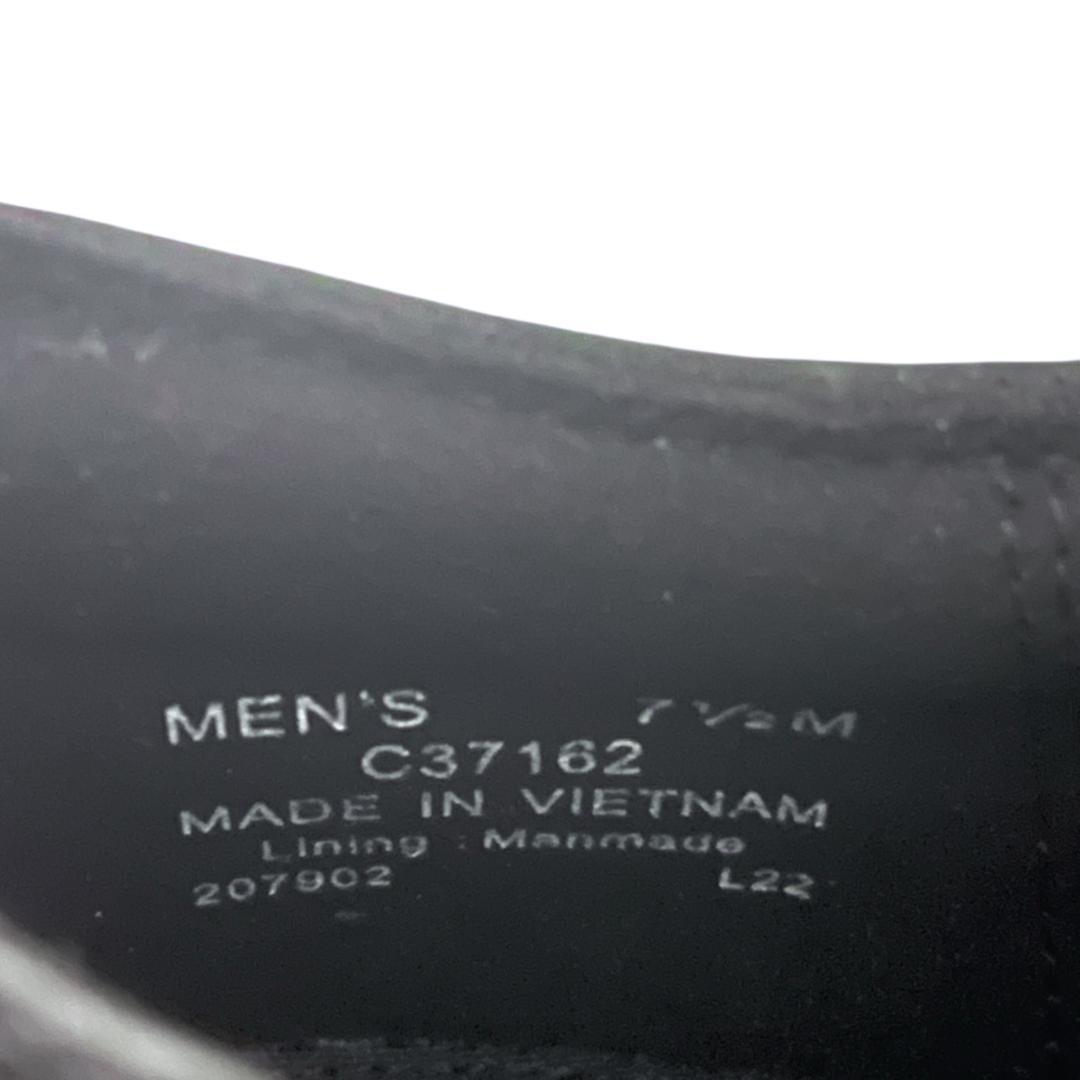 MEN'S 7 ½ M
C37162
MADE IN VIETNAM
Lining : Manmade
207902 L22